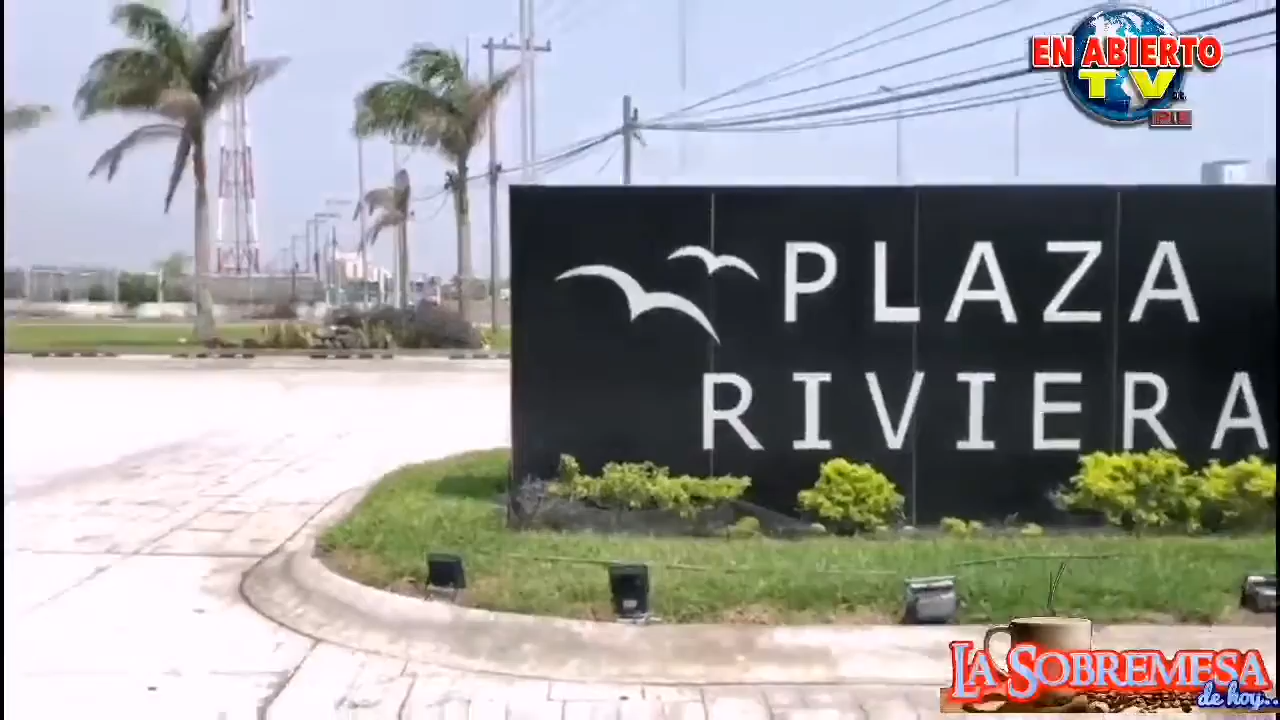 EN ABIERTO
TV
PLAZA
RIVIERA
LA SOBREMESA
de hoy..